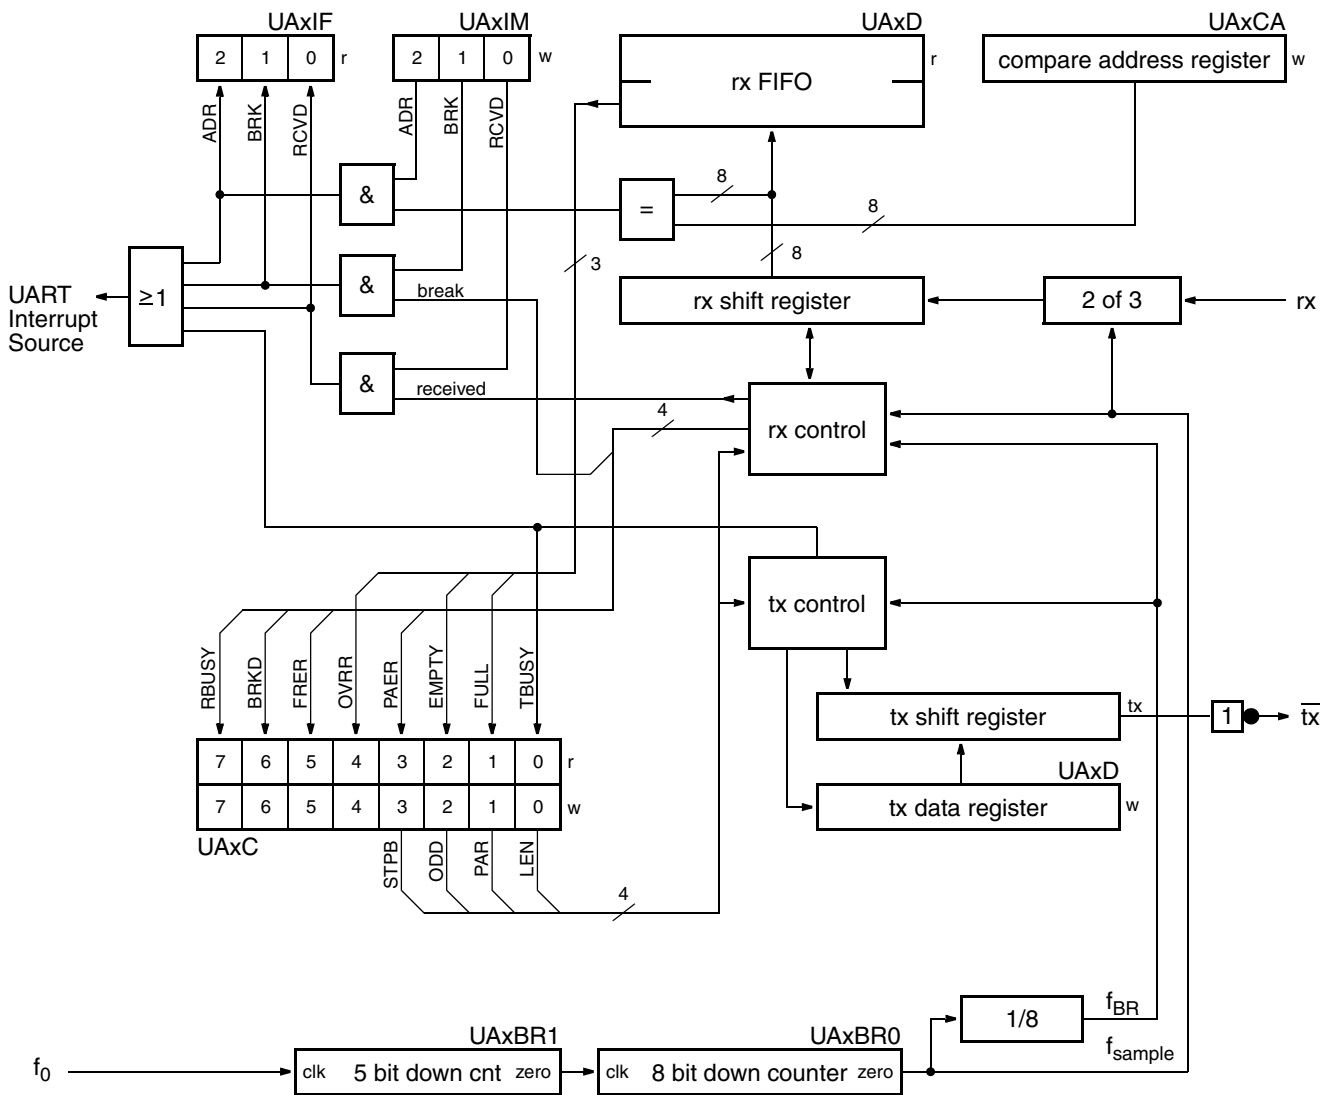 UAxIF
UAxIM
UAxD
UAxCA
2 1 0 r
2 1 0 w
rx FIFO
r
compare address register
w
ADR
BRK
RCVD
ADR
BRK
RCVD
&
=
8
8
8
3
≥1
UART
Interrupt
Source
&
break
rx shift register
2 of 3
rx
&
received
4
rx control
tx control
RBUSY
BRKD
FRER
OVRR
PAER
EMPTY
FULL
TBUSY
tx shift register
tx
1
tx
7 6 5 4 3 2 1 0 r
7 6 5 4 3 2 1 0 w
UAxD
tx data register
w
UAxC
STPB
ODD
PAR
LEN
4
1/8
fBR
fsample
UAxBR1
UAxBR0
f0
clk 5 bit down cnt zero
clk 8 bit down counter zero